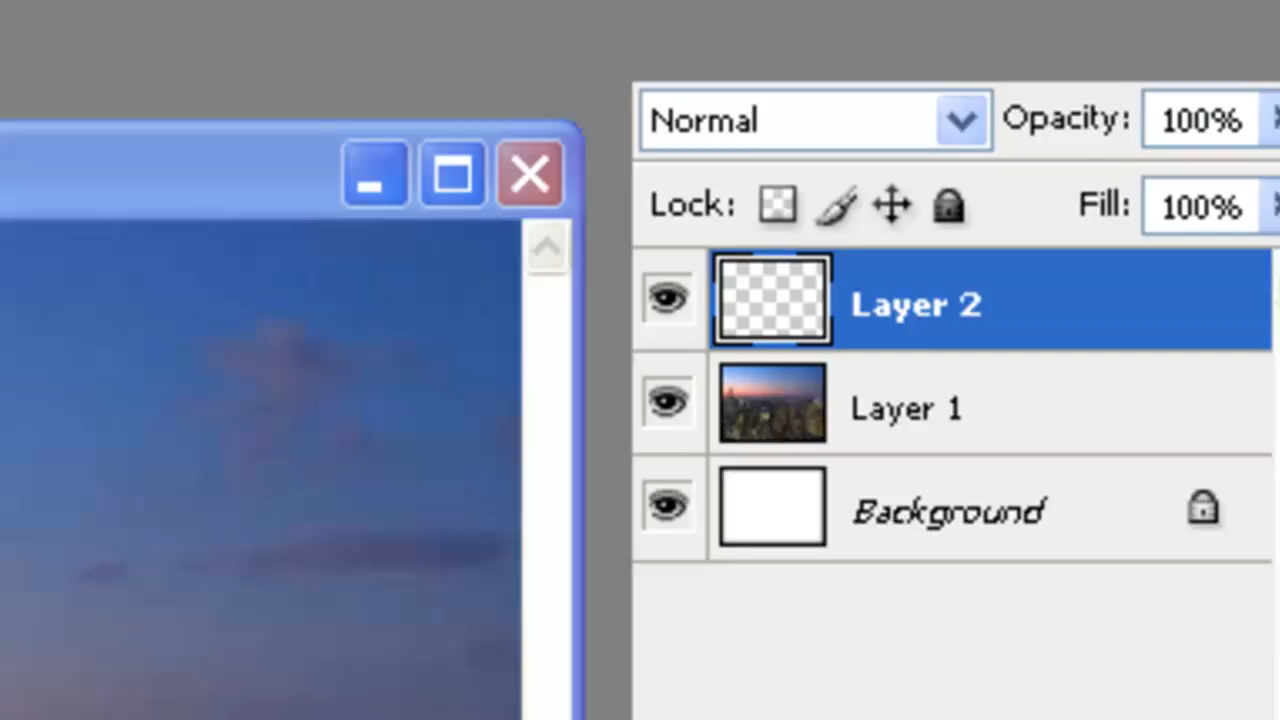 Normal Opacity: 100%
Lock: Fill: 100%
Layer 2
Layer 1
Background